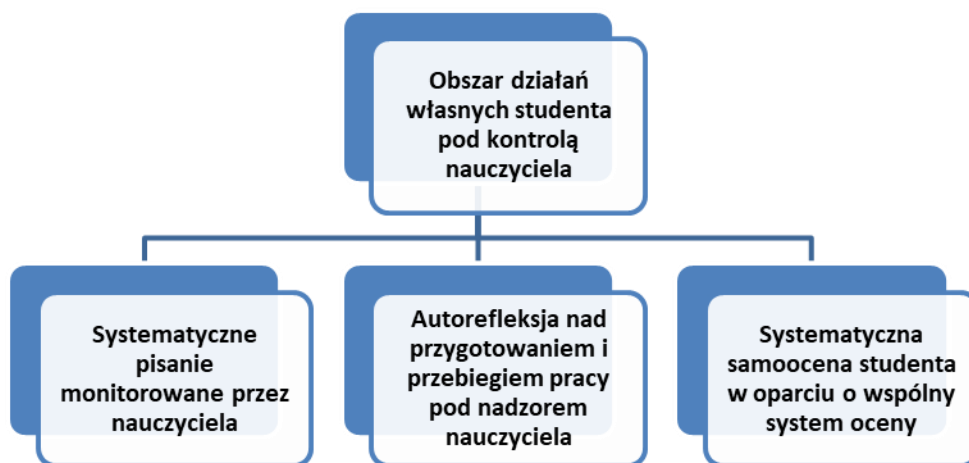 Obszar działań
własnych studenta
pod kontrolą
nauczyciela
Systematyczne
pisanie
monitorowane przez
nauczyciela
Autorefleksja nad
przygotowaniem i
przebiegiem pracy
pod nadzorem
nauczyciela
Systematyczna
samoocena studenta
w oparciu o wspólny
system oceny